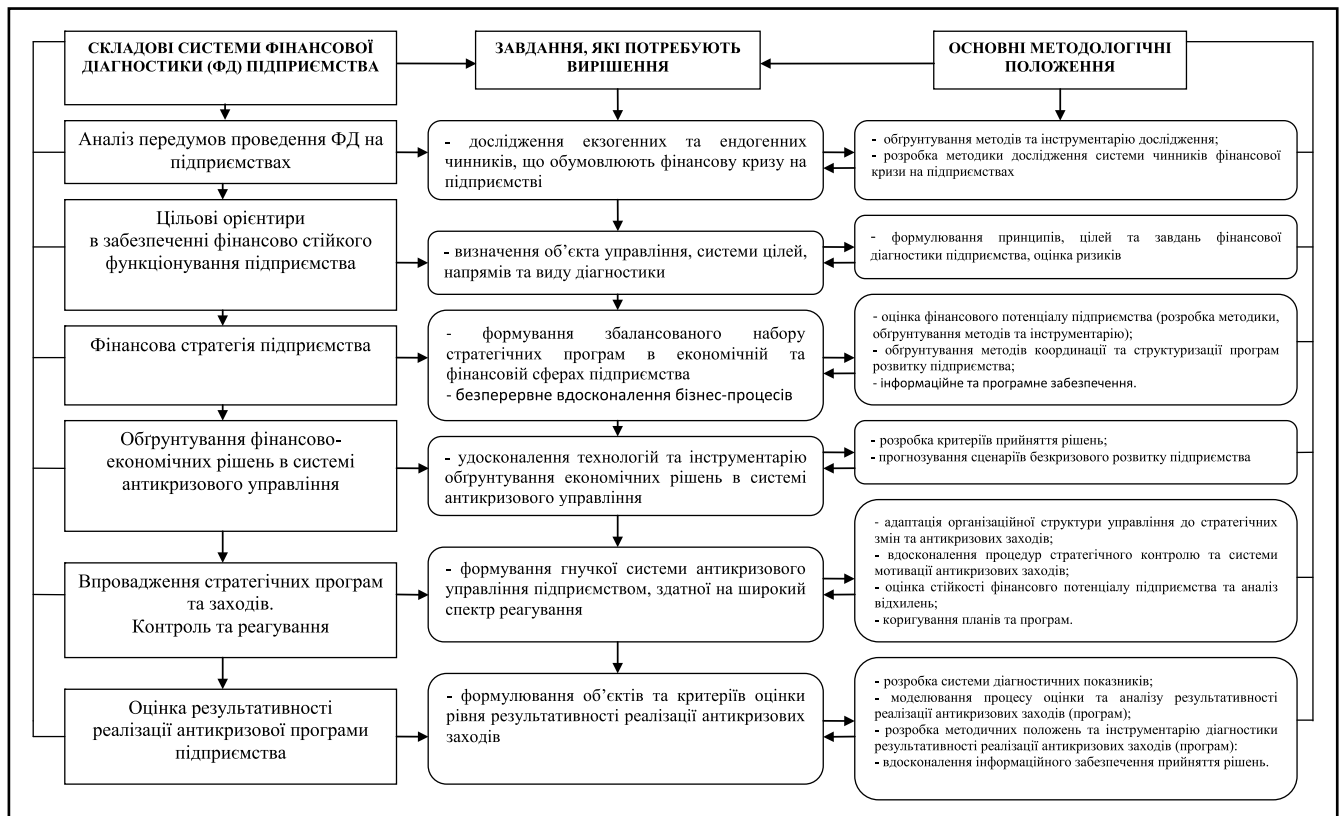 СКЛАДОВІ СИСТЕМИ ФІНАНСОВОЇ
ДІАГНОСТИКИ (ФД) ПІДПРИЄМСТВА
ЗАВДАННЯ, ЯКІ ПОТРЕБУЮТЬ
ВИРІШЕННЯ
ОСНОВНІ МЕТОДОЛОГІЧНІ
ПОЛОЖЕННЯ
Аналіз передумов проведення ФД на
підприємствах
- дослідження екзогенних та ендогенних
чинників, що обумовлюють фінансову кризу на
підприємстві
- обґрунтування методів та інструментарію дослідження;
- розробка методики дослідження системи чинників фінансової
кризи на підприємствах
Цільові орієнтири
в забезпеченні фінансово стійкого
функціонування підприємства
- визначення об’єкта управління, системи цілей,
напрямів та виду діагностики
- формулювання принципів, цілей та завдань фінансової
діагностики підприємства, оцінка ризиків
Фінансова стратегія підприємства
- формування збалансованого набору
стратегічних програм в економічній та
фінансовій сферах підприємства
- безперервне вдосконалення бізнес-процесів
- оцінка фінансового потенціалу підприємства (розробка методики,
обґрунтування методів та інструментарію);
- обґрунтування методів координації та структуризації програм
розвитку підприємства;
- інформаційне та програмне забезпечення.
Обґрунтування фінансово-
економічних рішень в системі
антикризового управління
- удосконалення технологій та інструментарію
обґрунтування економічних рішень в системі
антикризового управління
- розробка критеріїв прийняття рішень;
- прогнозування сценаріїв безкризового розвитку підприємства
Впровадження стратегічних програм
та заходів.
Контроль та реагування
- формування гнучкої системи антикризового
управління підприємством, здатної на широкий
спектр реагування
- адаптація організаційної структури управління до стратегічних
змін та антикризових заходів;
- вдосконалення процедур стратегічного контролю та системи
мотивації антикризових заходів;
- оцінка стійкості фінансовго потенціалу підприємства та аналіз
відхилень;
- коригування планів та програм.
Оцінка результативності
реалізації антикризової програми
підприємства
- формулювання об’єктів та критеріїв оцінки
рівня результативності реалізації антикризових
заходів
- розробка системи діагностичних показників;
- моделювання процесу оцінки та аналізу результативності
реалізації антикризових заходів (програм);
- розробка методичних положень та інструментарію діагностики
результативності реалізації антикризових заходів (програм):
- вдосконалення інформаційного забезпечення прийняття рішень.